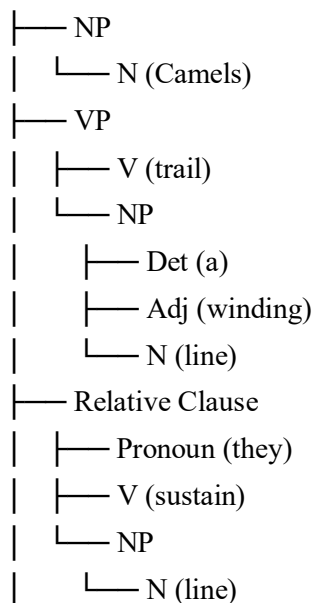 ├── NP
│ └── N (Camels)
├── VP
│ ├── V (trail)
│ └── NP
│ ├── Det (a)
│ ├── Adj (winding)
│ └── N (line)
├── Relative Clause
│ ├── Pronoun (they)
│ ├── V (sustain)
│ └── NP
│ └── N (line)